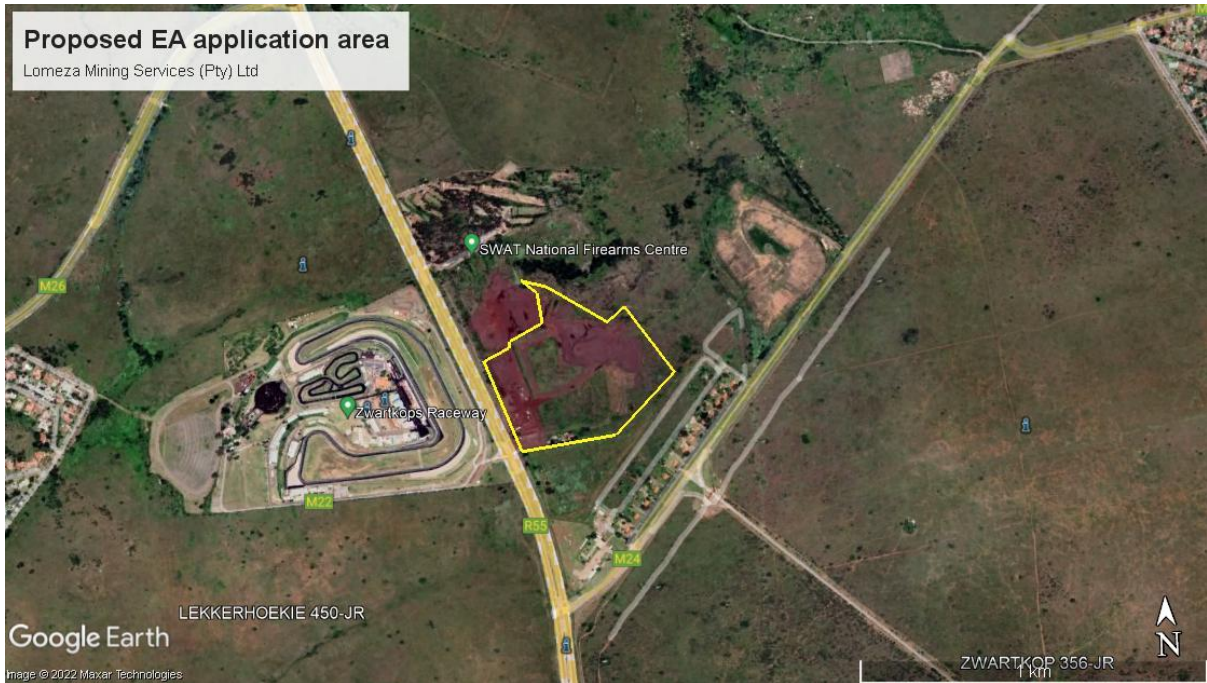 Proposed EA application area
Lomeza Mining Services (Pty) Ltd
SWAT National Firearms Centre
M26
Zwartkops Raceway
M22
R55
M24
LEKKERHOEKIE 450-JR
Google Earth
N
ZWARTKOP 356-JR
1 km
Image © 2022 Maxar Technologies